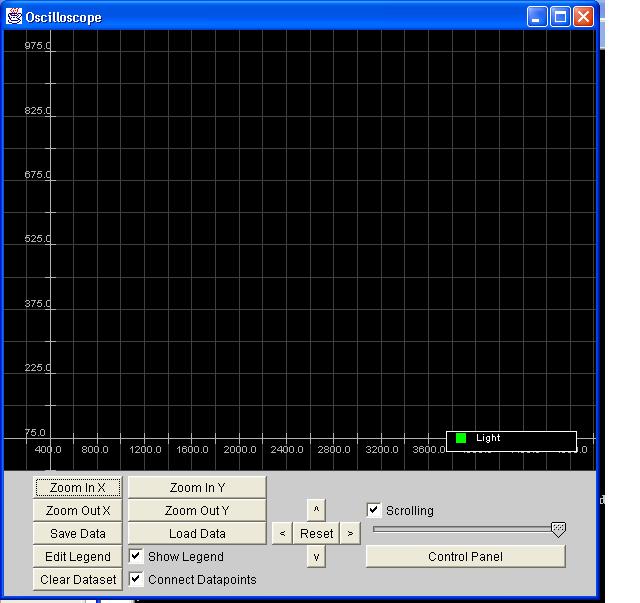 Oscilloscope
975.0
825.0
675.0
525.0
375.0
225.0
75.0
Light
400.0 800.0 1200.0 1600.0 2000.0 2400.0 2800.0 3200.0 3600.0
Zoom In X Zoom In Y
Zoom Out X Zoom Out Y ^ Scrolling
Save Data Load Data < Reset >
Edit Legend Show Legend v Control Panel
Clear Dataset Connect Datapoints